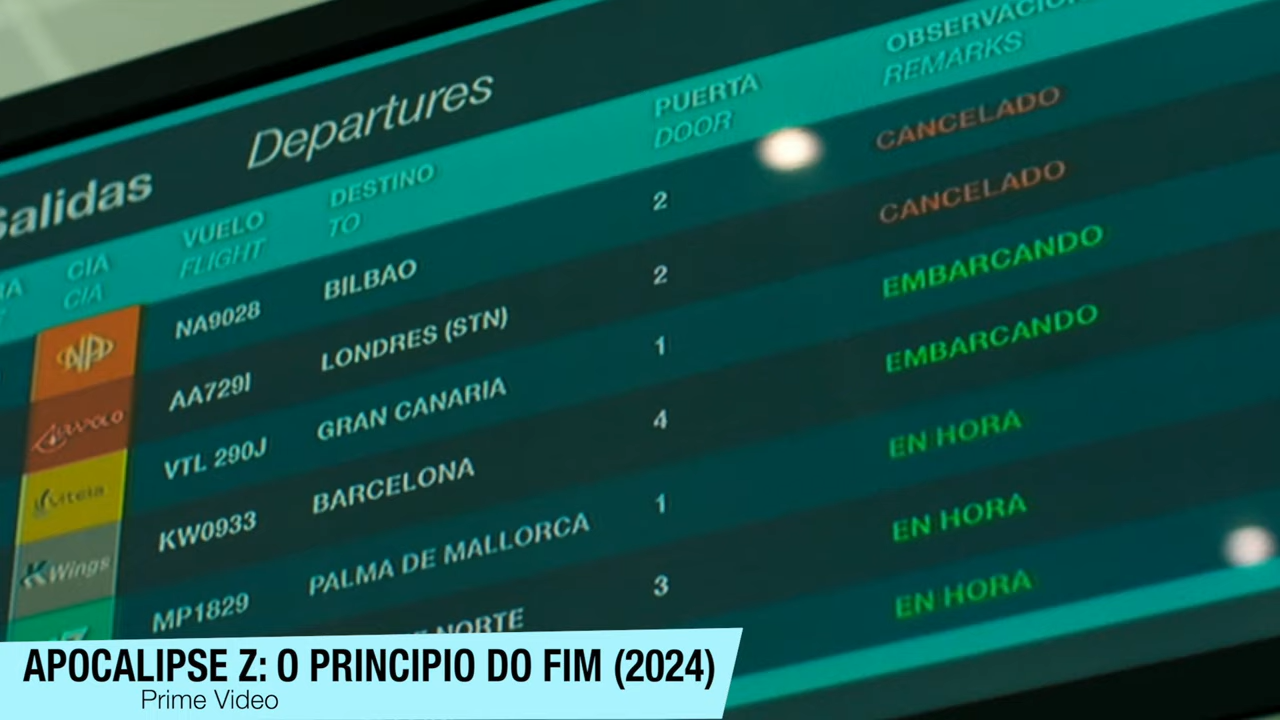 Salidas Departures
CIA VUELO DESTINO PUERTA
CIA FLIGHT TO DOOR REMARKS
NA NA9028 BILBAO 2 CANCELADO
AA729I LONDRES (STN) 2 CANCELADO
VTL 290J GRAN CANARIA 1 EMBARCANDO
KWings KW0933 BARCELONA 4 EMBARCANDO
MP1829 PALMA DE MALLORCA 1 EN HORA
NORTE 3 EN HORA
EN HORA
APOCALIPSE Z: O PRINCIPIO DO FIM (2024)
Prime Video